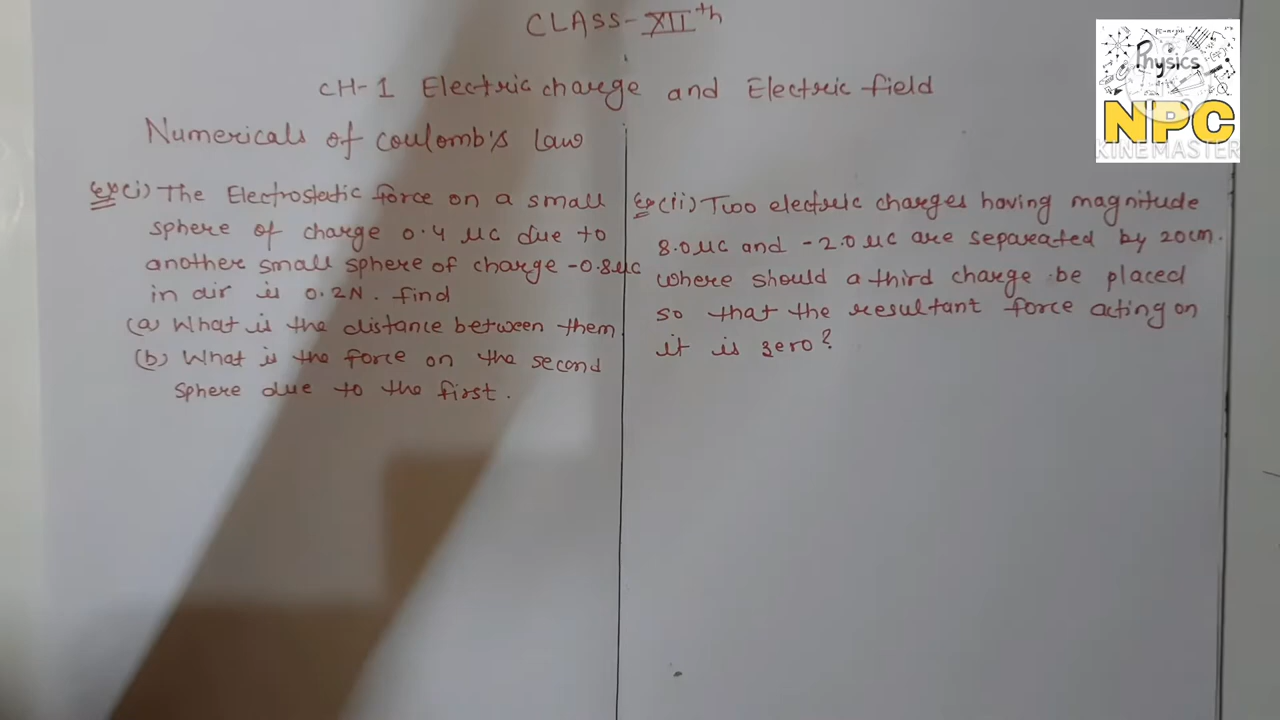 CLASS-XIIth
CH-1 Electric charge and Electric field
Numericals of Coulomb's Law
Ex(i) The Electrostatic force on a small
sphere of charge 0.4 μc due to
another small sphere of charge -0.8μc
in air is 0.2N. find
(a) What is the distance between them
(b) What is the force on the second
sphere due to the first.
Ex(ii) Two electric charges having magnitude
8.0μc and -2.0μc are separated by 20cm.
where should a third charge be placed
so that the resultant force acting on
it is zero?
Physics
NPC
KINEMASTER